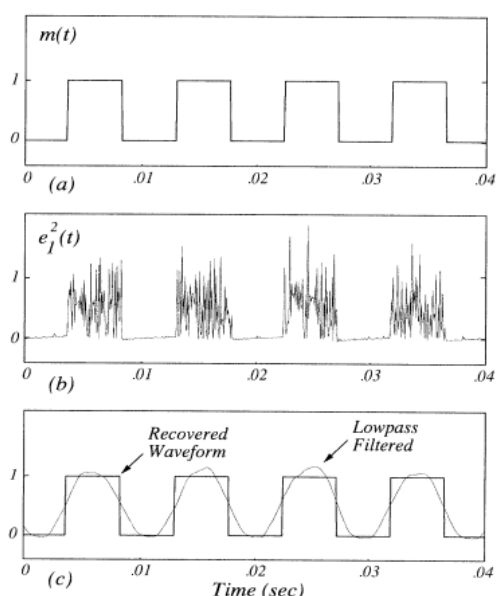 m(t)
1
0
0 .01 .02 .03 .04
(a)
e₁²(t)
1
0
0 .01 .02 .03 .04
(b)
Recovered Waveform
Lowpass Filtered
1
0
0 .01 .02 .03 .04
(c)
Time (sec)